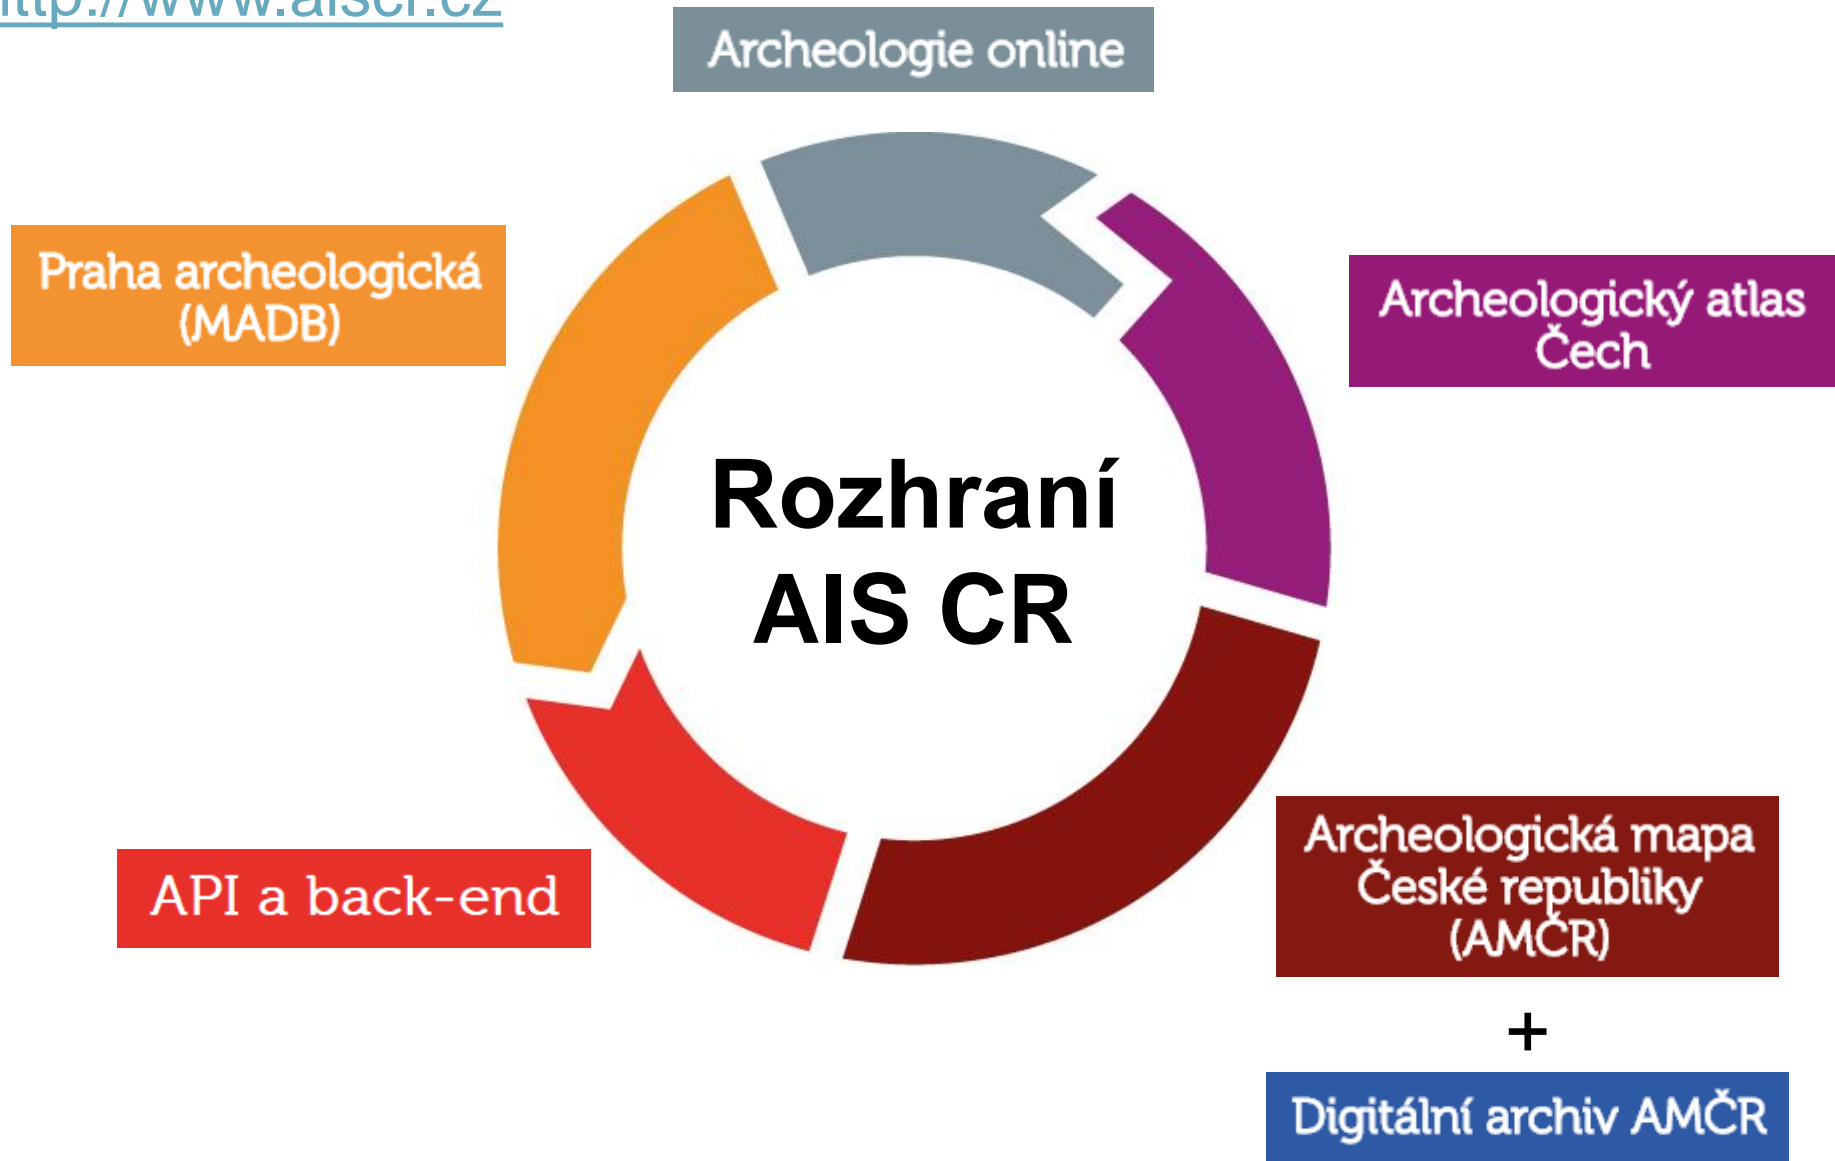 http://www.aiscr.cz
Archeologie online
Praha archeologická
(MADB)
Archeologický atlas
Čech
Rozhraní
AIS CR
API a back-end
Archeologická mapa
České republiky
(AMČR)
+
Digitální archiv AMČR